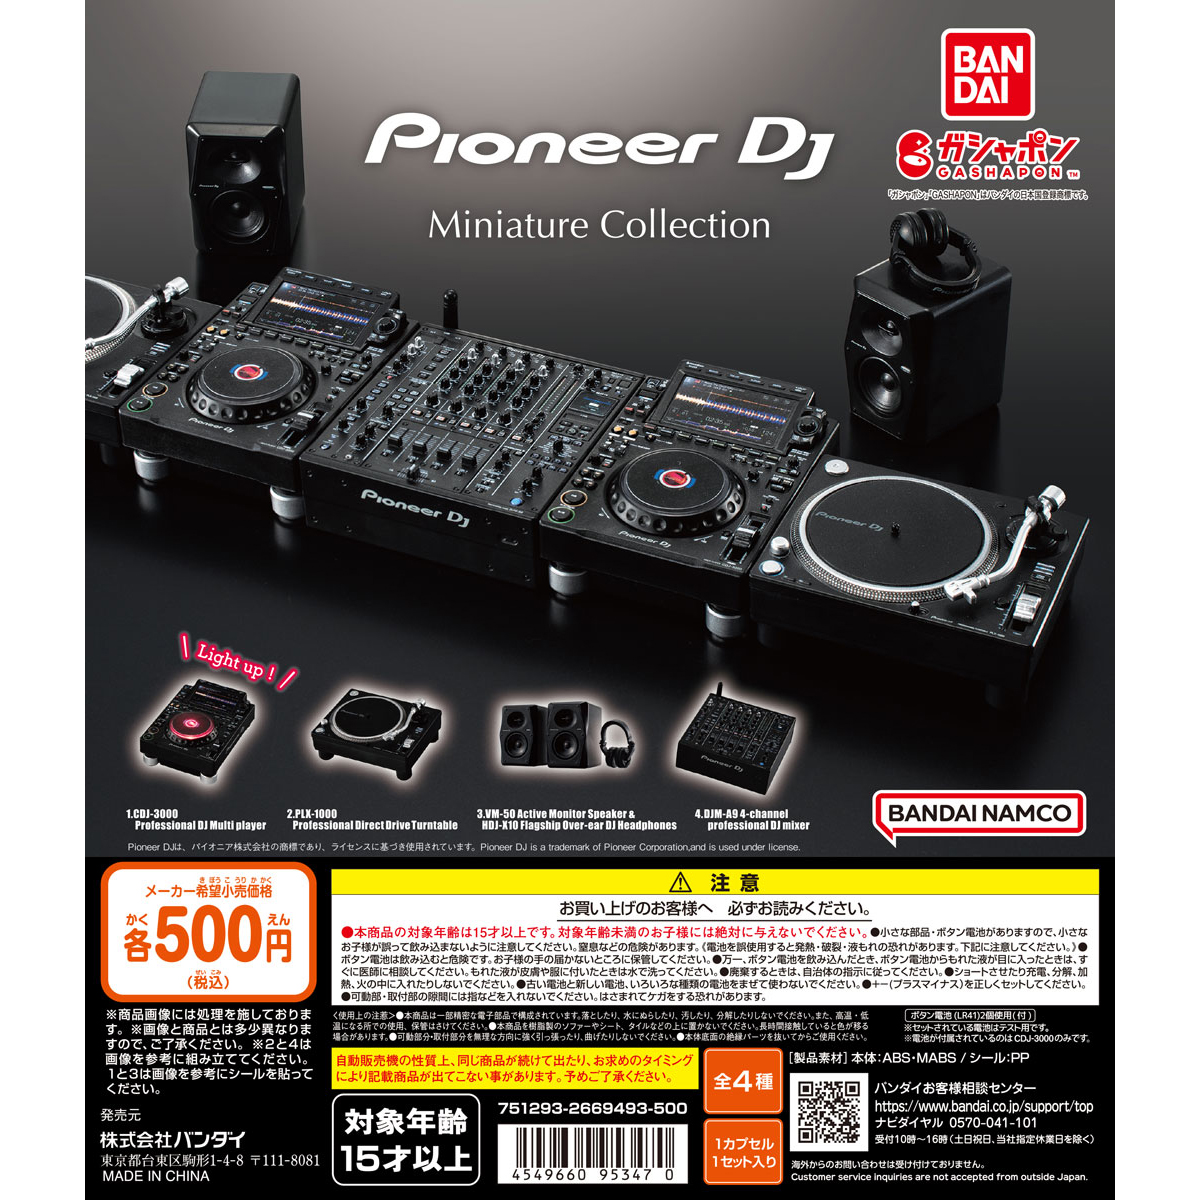 BAN
DAI
ガシャポン
GASHAPON™
「ガシャポン」「GASHAPON」はバンダイの日本国登録商標です。
Pioneer DJ
Miniature Collection
Pioneer DJ
Pioneer DJ
Pioneer DJ
Pioneer DJ
Light up!
Pioneer DJ
1.CDJ-3000
Professional DJ Multi player
2.PLX-1000
Professional Direct Drive Turntable
3.VM-50 Active Monitor Speaker &
HDJ-X10 Flagship Over-ear DJ Headphones
4.DJM-A9 4-channel
professional DJ mixer
BANDAI NAMCO
Pioneer DJは、パイオニア株式会社の商標であり、ライセンスに基づき使用されています。Pioneer DJ is a trademark of Pioneer Corporation,and is used under license.
きぼうこうりかかく
メーカー希望小売価格
かく えん
各500円
ぜいこみ
(税込)
※商品画像には処理を施しておりま
す。※画像と商品とは多少異なりま
すので、ご了承ください。※2と4は
画像を参考に組み立ててください。
1と3は画像を参考にシールを貼って
ください。
発売元
株式会社バンダイ
東京都台東区駒形1-4-8 〒111-8081
MADE IN CHINA
⚠ 注意
お買い上げのお客様へ 必ずお読みください。
●本商品の対象年齢は15才以上です。対象年齢未満のお子様には絶対に与えないでください。●小さな部品・ボタン電池がありますので、小さな
お子様が誤って飲み込まないように注意してください。窒息などの危険があります。《電池を誤使用すると発熱・破裂・液もれの恐れがあります。下記に注意してください。》●
ボタン電池は飲み込むと危険です。お子様の手の届かないところに保管してください。●万一、ボタン電池を飲み込んだとき、ボタン電池からもれた液が目に入ったときは、す
ぐに医師に相談してください。もれた液が皮膚や服に付いたときは水で洗ってください。●廃棄するときは、自治体の指示に従ってください。●ショートさせたり充電、分解、加
熱、火の中に入れたりしないでください。●古い電池と新しい電池、いろいろな種類の電池をまぜて使わないでください。●+−(プラスマイナス)を正しくセットしてください。
●可動部・取付部の隙間には指などを入れないでください。はさまれてケガをする恐れがあります。
〈使用上の注意〉●本商品は一部精密な電子部品で構成されています。落としたり、水にぬらしたり、汚したり、分解したりしないでください。また、高温・低
温になる所での使用、保管はさけてください。●本商品を樹脂製のソファーやシート、タイルなどの上に置かないでください。長時間接触していると色が移る
場合があります。●可動部分・取付部分を無理な方向に強く引っ張ったり、曲げたりしないでください。●本体底面の絶縁パーツを抜いてからご使用ください。
ボタン電池(LR41)2個使用(付)
※セットされている電池はテスト用です。
※電池が付属されているのはCDJ-3000のみです。
自動販売機の性質上、同じ商品が続けて出たり、お求めのタイミング
により記載商品が出てこない事があります。予めご了承ください。
対象年齢
15才以上
751293-2669493-500
4549660 95347 0
全4種
1カプセル
1セット入り
[製品素材] 本体:ABS・MABS / シール:PP
バンダイお客様相談センター
https://www.bandai.co.jp/support/top
ナビダイヤル 0570-041-101
受付10時〜16時(土日祝日、当社指定休業日を除く)
海外からのお問い合わせは受け付けておりません。
Customer service inquiries are not accepted from outside Japan.